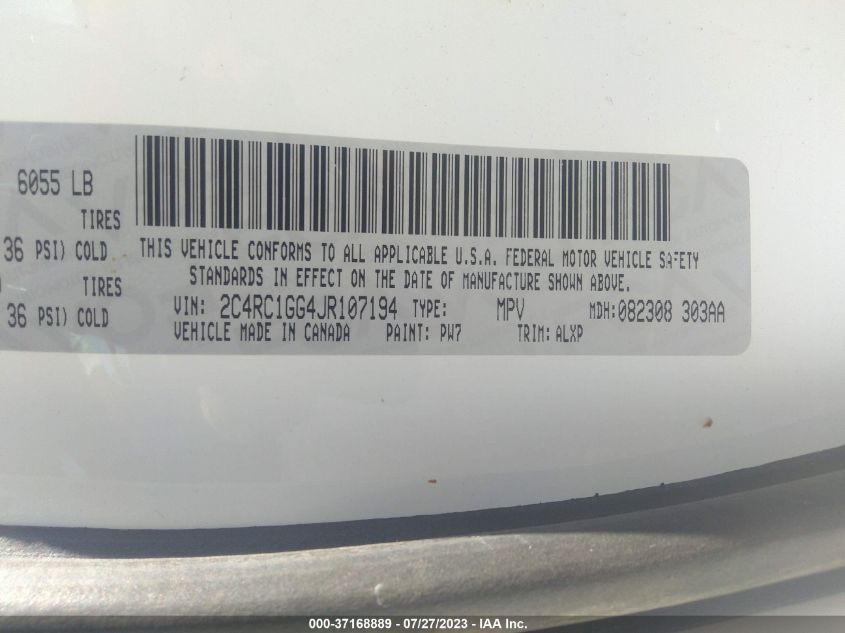 6055 LB
TIRES
36 PSI) COLD
TIRES
36 PSI) COLD
THIS VEHICLE CONFORMS TO ALL APPLICABLE U.S.A. FEDERAL MOTOR VEHICLE SAFETY
STANDARDS IN EFFECT ON THE DATE OF MANUFACTURE SHOWN ABOVE.
VIN: 2C4RC1GG4JR107194 TYPE: MPV MDH:082308 303AA
VEHICLE MADE IN CANADA PAINT: PW7 TRIM: ALXP
000-37168889 / 07/27/2023 - IAA Inc.